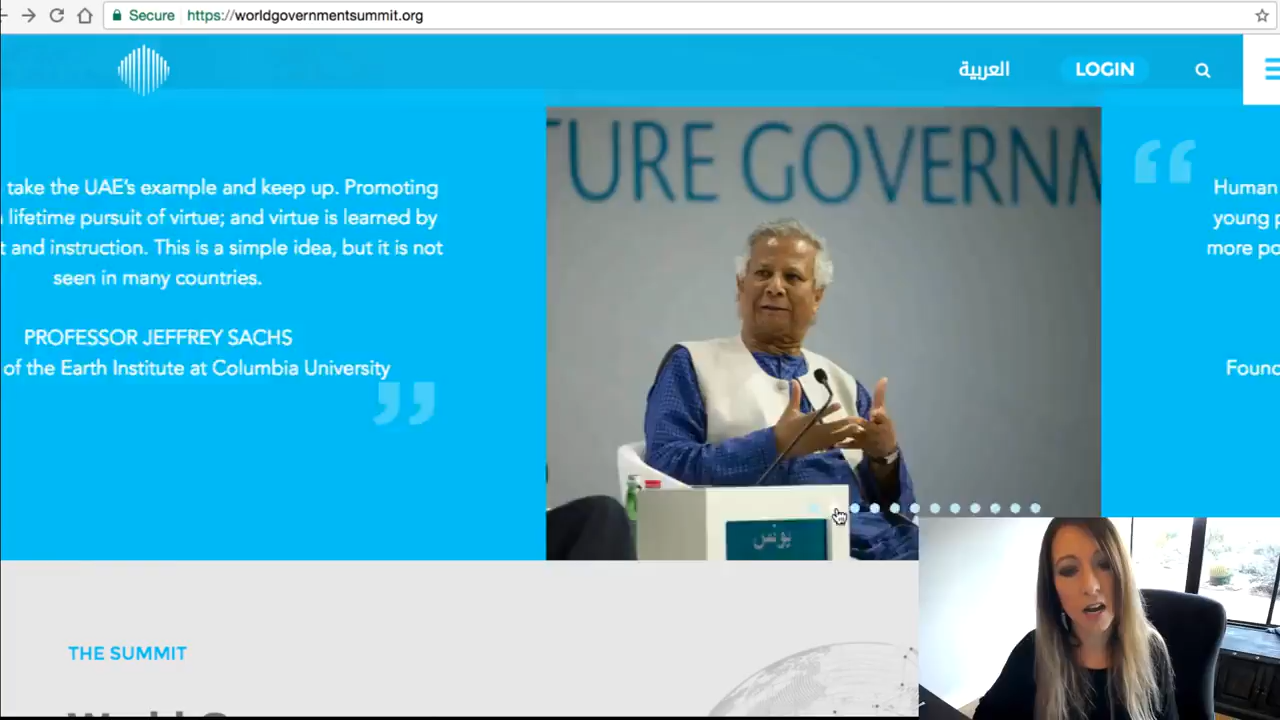 Secure
https://worldgovernmentsummit.org
العربية
LOGIN
take the UAE's example and keep up. Promoting
lifetime pursuit of virtue; and virtue is learned by
and instruction. This is a simple idea, but it is not
seen in many countries.
PROFESSOR JEFFREY SACHS
of the Earth Institute at Columbia University
TURE GOVERNM
يونس
“
Human
young p
more po
Found
”
THE SUMMIT